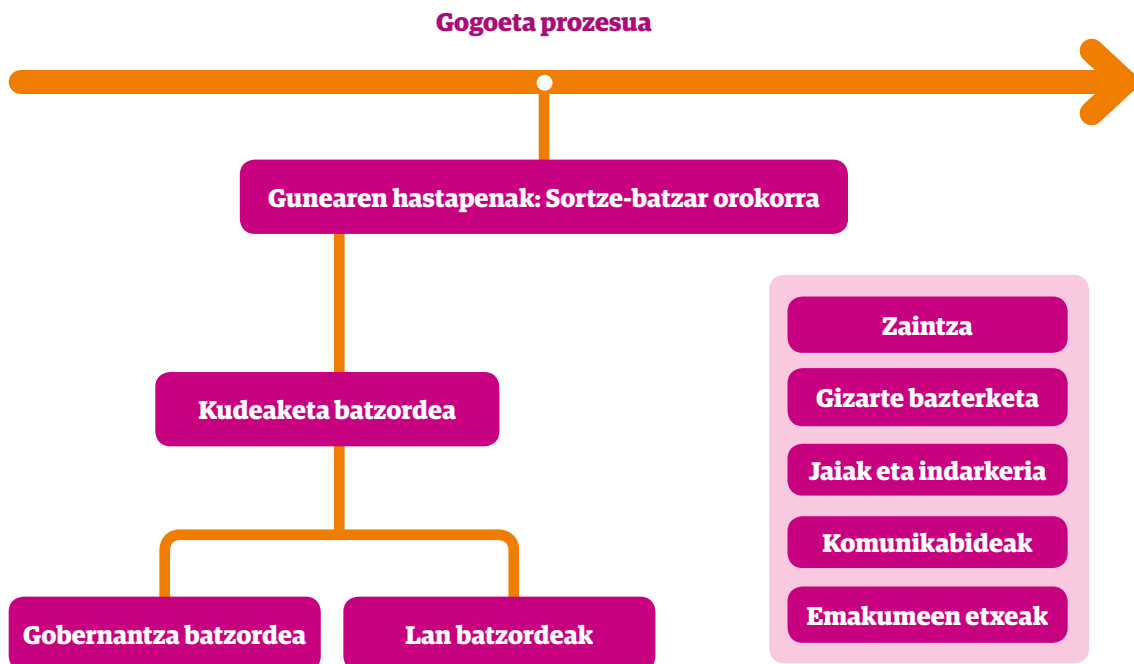 Gogoeta prozesua
Gunearen hastapenak: Sortze-batzar orokorra
Kudeaketa batzordea
Gobernantza batzordea
Lan batzordeak
Zaintza
Gizarte bazterketa
Jaiak eta indarkeria
Komunikabideak
Emakumeen etxeak